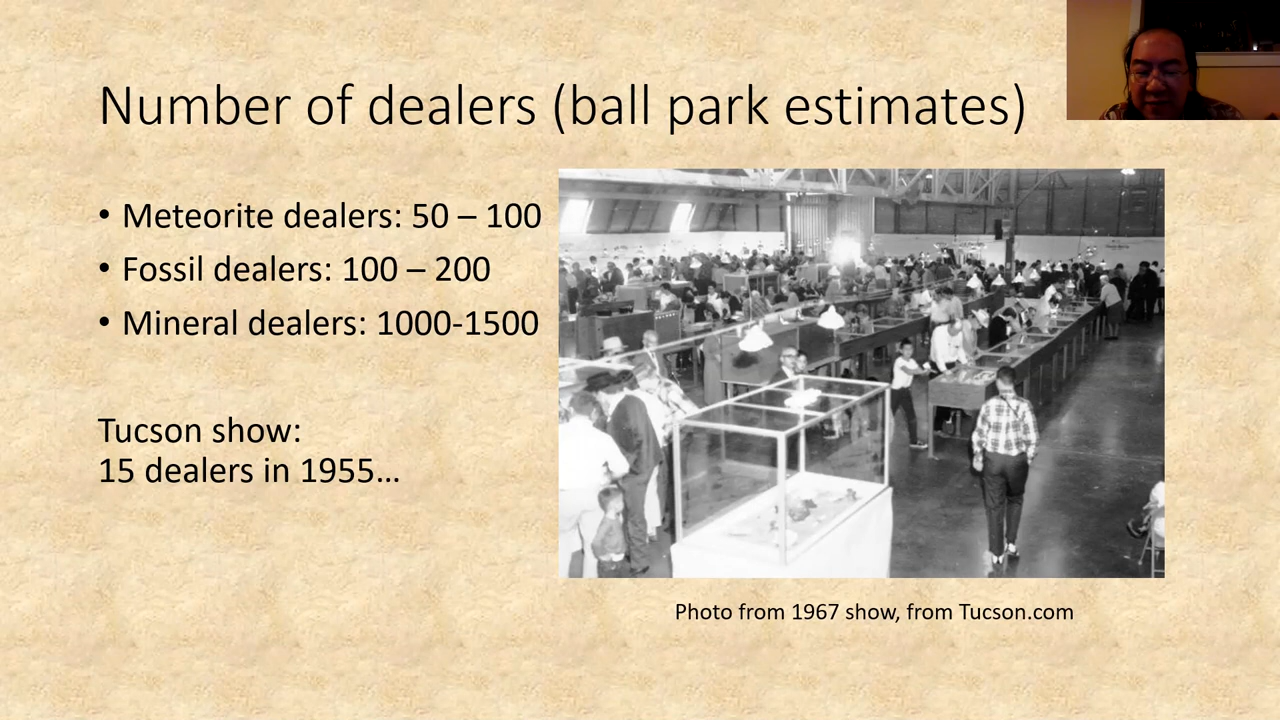 Number of dealers (ball park estimates)
• Meteorite dealers: 50 – 100
• Fossil dealers: 100 – 200
• Mineral dealers: 1000-1500
Tucson show:
15 dealers in 1955…
Photo from 1967 show, from Tucson.com